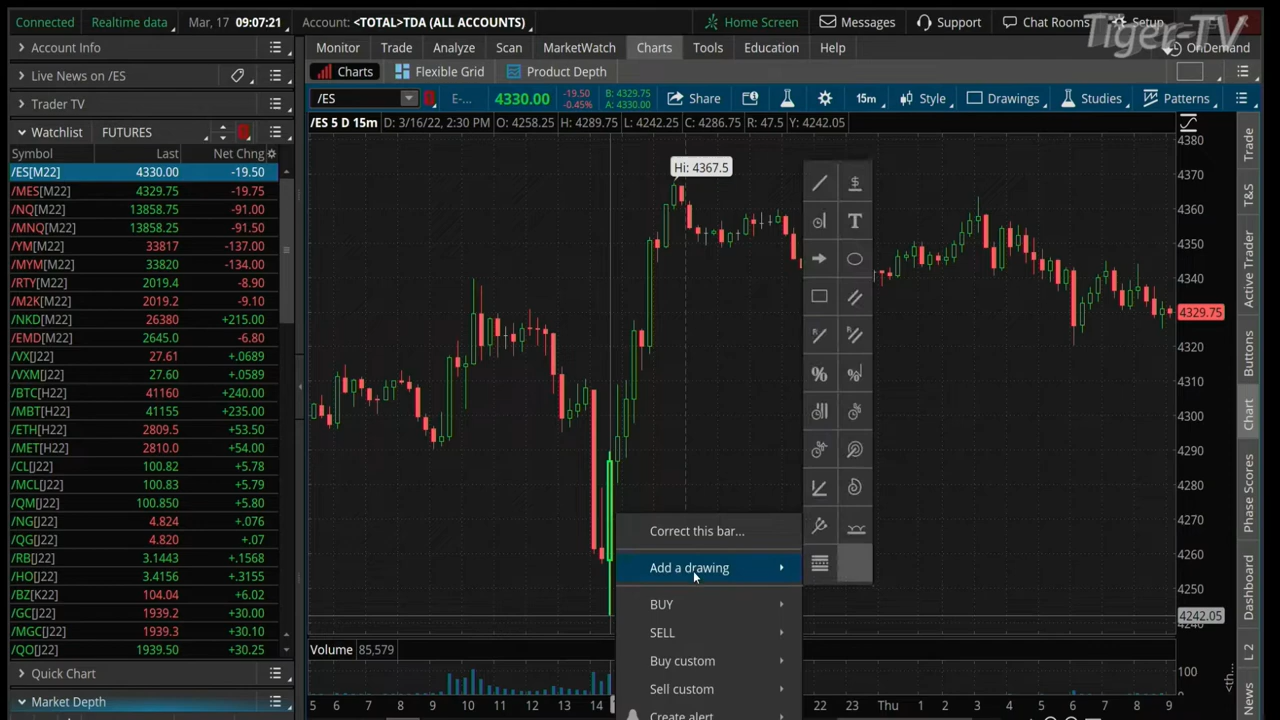 Connected Realtime data Mar, 17 09:07:21 Account: <TOTAL>TDA (ALL ACCOUNTS) Home Screen Messages Support Chat Rooms Setup
Tiger-TV
Account Info
Monitor Trade Analyze Scan MarketWatch Charts Tools Education Help OnDemand
Live News on /ES
Charts Flexible Grid Product Depth
Trader TV
/ES E-... 4330.00 -19.50 -0.45% B: 4329.75 A: 4330.00 Share 15m Style Drawings Studies Patterns
Watchlist FUTURES
/ES 5 D 15m D: 3/16/22, 2:30 PM O: 4258.25 H: 4289.75 L: 4242.25 C: 4286.75 R: 47.5 Y: 4242.05
Symbol Last Net Chng
/ES[M22] 4330.00 -19.50
/MES[M22] 4329.75 -19.75
/NQ[M22] 13858.75 -91.00
/MNQ[M22] 13858.25 -91.50
/YM[M22] 33817 -137.00
/MYM[M22] 33820 -134.00
/RTY[M22] 2019.4 -8.90
/M2K[M22] 2019.2 -9.10
/NKD[M22] 26380 +215.00
/EMD[M22] 2645.0 -6.80
/VX[J22] 27.61 +.0689
/VXM[J22] 27.60 +.0589
/BTC[H22] 41160 +240.00
/MBT[H22] 41155 +235.00
/ETH[H22] 2809.5 +53.50
/MET[H22] 2810.0 +54.00
/CL[J22] 100.82 +5.78
/MCL[J22] 100.82 +5.83
/QM[J22] 100.850 +5.80
/NG[J22] 4.824 +.076
/QG[J22] 4.820 +.07
/RB[J22] 3.1443 +.1568
/HO[J22] 3.4156 +.3155
/BZ[K22] 104.04 +6.02
/GC[J22] 1939.2 +30.00
/MGC[J22] 1939.3 +30.10
/QO[J22] 1939.50 +30.25
Quick Chart
Market Depth
Hi: 4367.5
T
Correct this bar...
Add a drawing
BUY
SELL
Buy custom
Sell custom
Create alert
4380
4370
4360
4350
4340
4329.75
4320
4310
4300
4290
4280
4270
4260
4250
4242.05
Volume 85,579
100
0
5 6 7 8 9 10 11 12 13 14 22 23 Thu 1 2 3 4 5 6 7 8 9
Trade
T&S
Active Trader
Buttons
Chart
Phase Scores
Dashboard
L 2
News